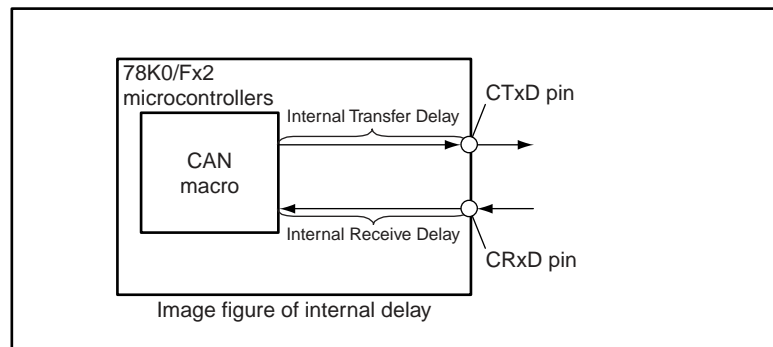 78K0/Fx2
microcontrollers
CTxD pin
Internal Transfer Delay
CAN
macro
Internal Receive Delay
CRxD pin
Image figure of internal delay